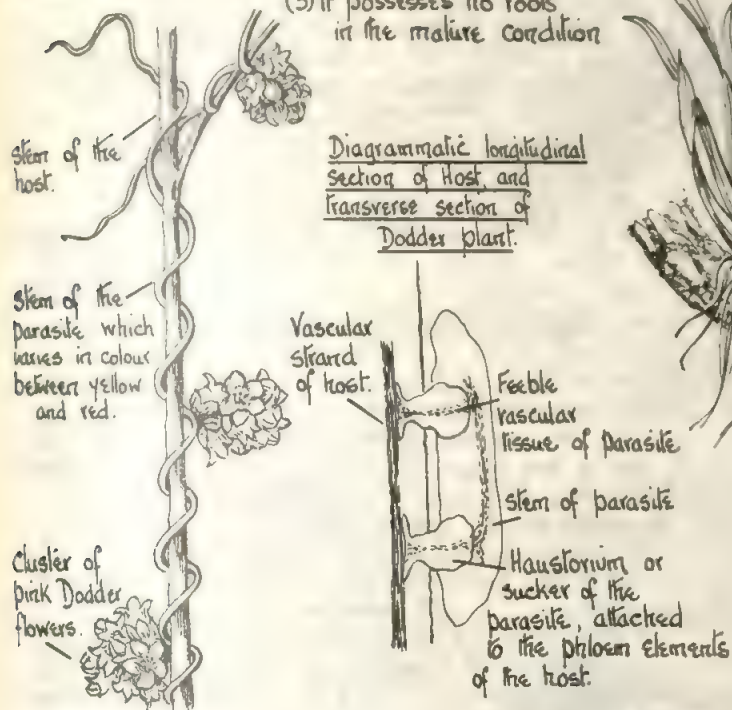 (3) it possesses no roots
in the mature condition
stem of the
host.
Diagrammatic longitudinal
section of Host, and
transverse section of
Dodder plant.
stem of the
parasite which
varies in colour
between yellow
and red.
Vascular
strand
of host.
Feeble
vascular
tissue of parasite
stem of parasite
Haustorium or
sucker of the
parasite, attached
to the phloem elements
of the host.
Cluster of
pink Dodder
flowers.